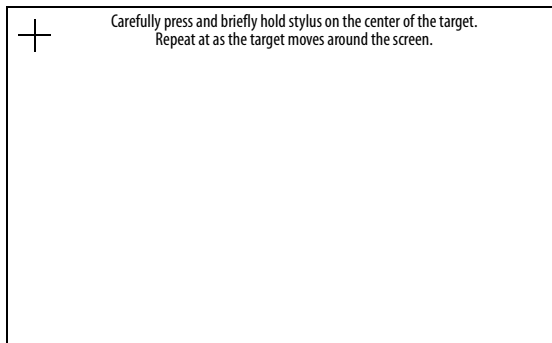 Carefully press and briefly hold stylus on the center of the target.
Repeat at as the target moves around the screen.